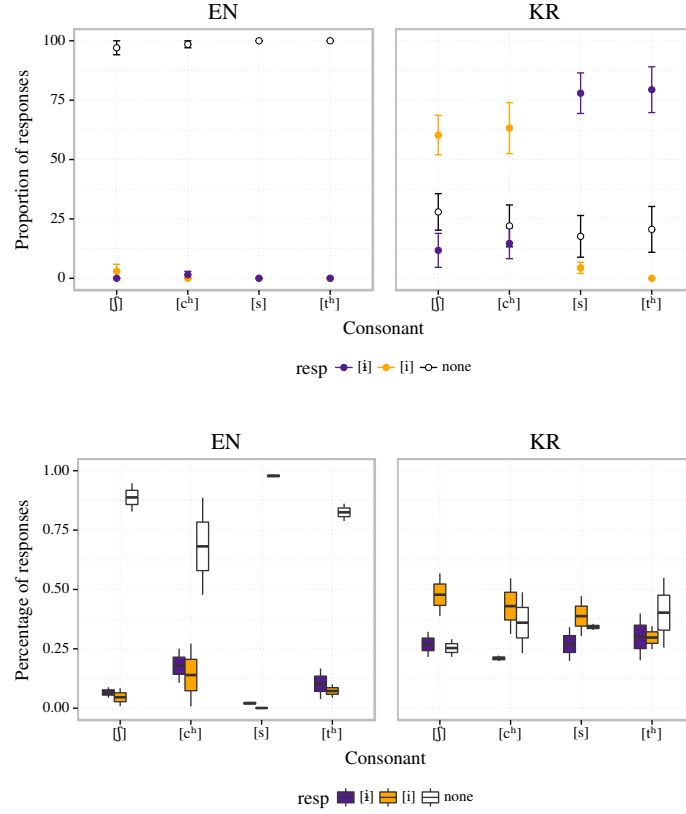 EN KR
100
75
50
25
0
Proportion of responses
[ʃ] [cʰ] [s] [tʰ] [ʃ] [cʰ] [s] [tʰ]
Consonant
resp [ɨ] [i] none
EN KR
1.00
0.75
0.50
0.25
0.00
Percentage of responses
[ʃ] [cʰ] [s] [tʰ] [ʃ] [cʰ] [s] [tʰ]
Consonant
resp [ɨ] [i] none